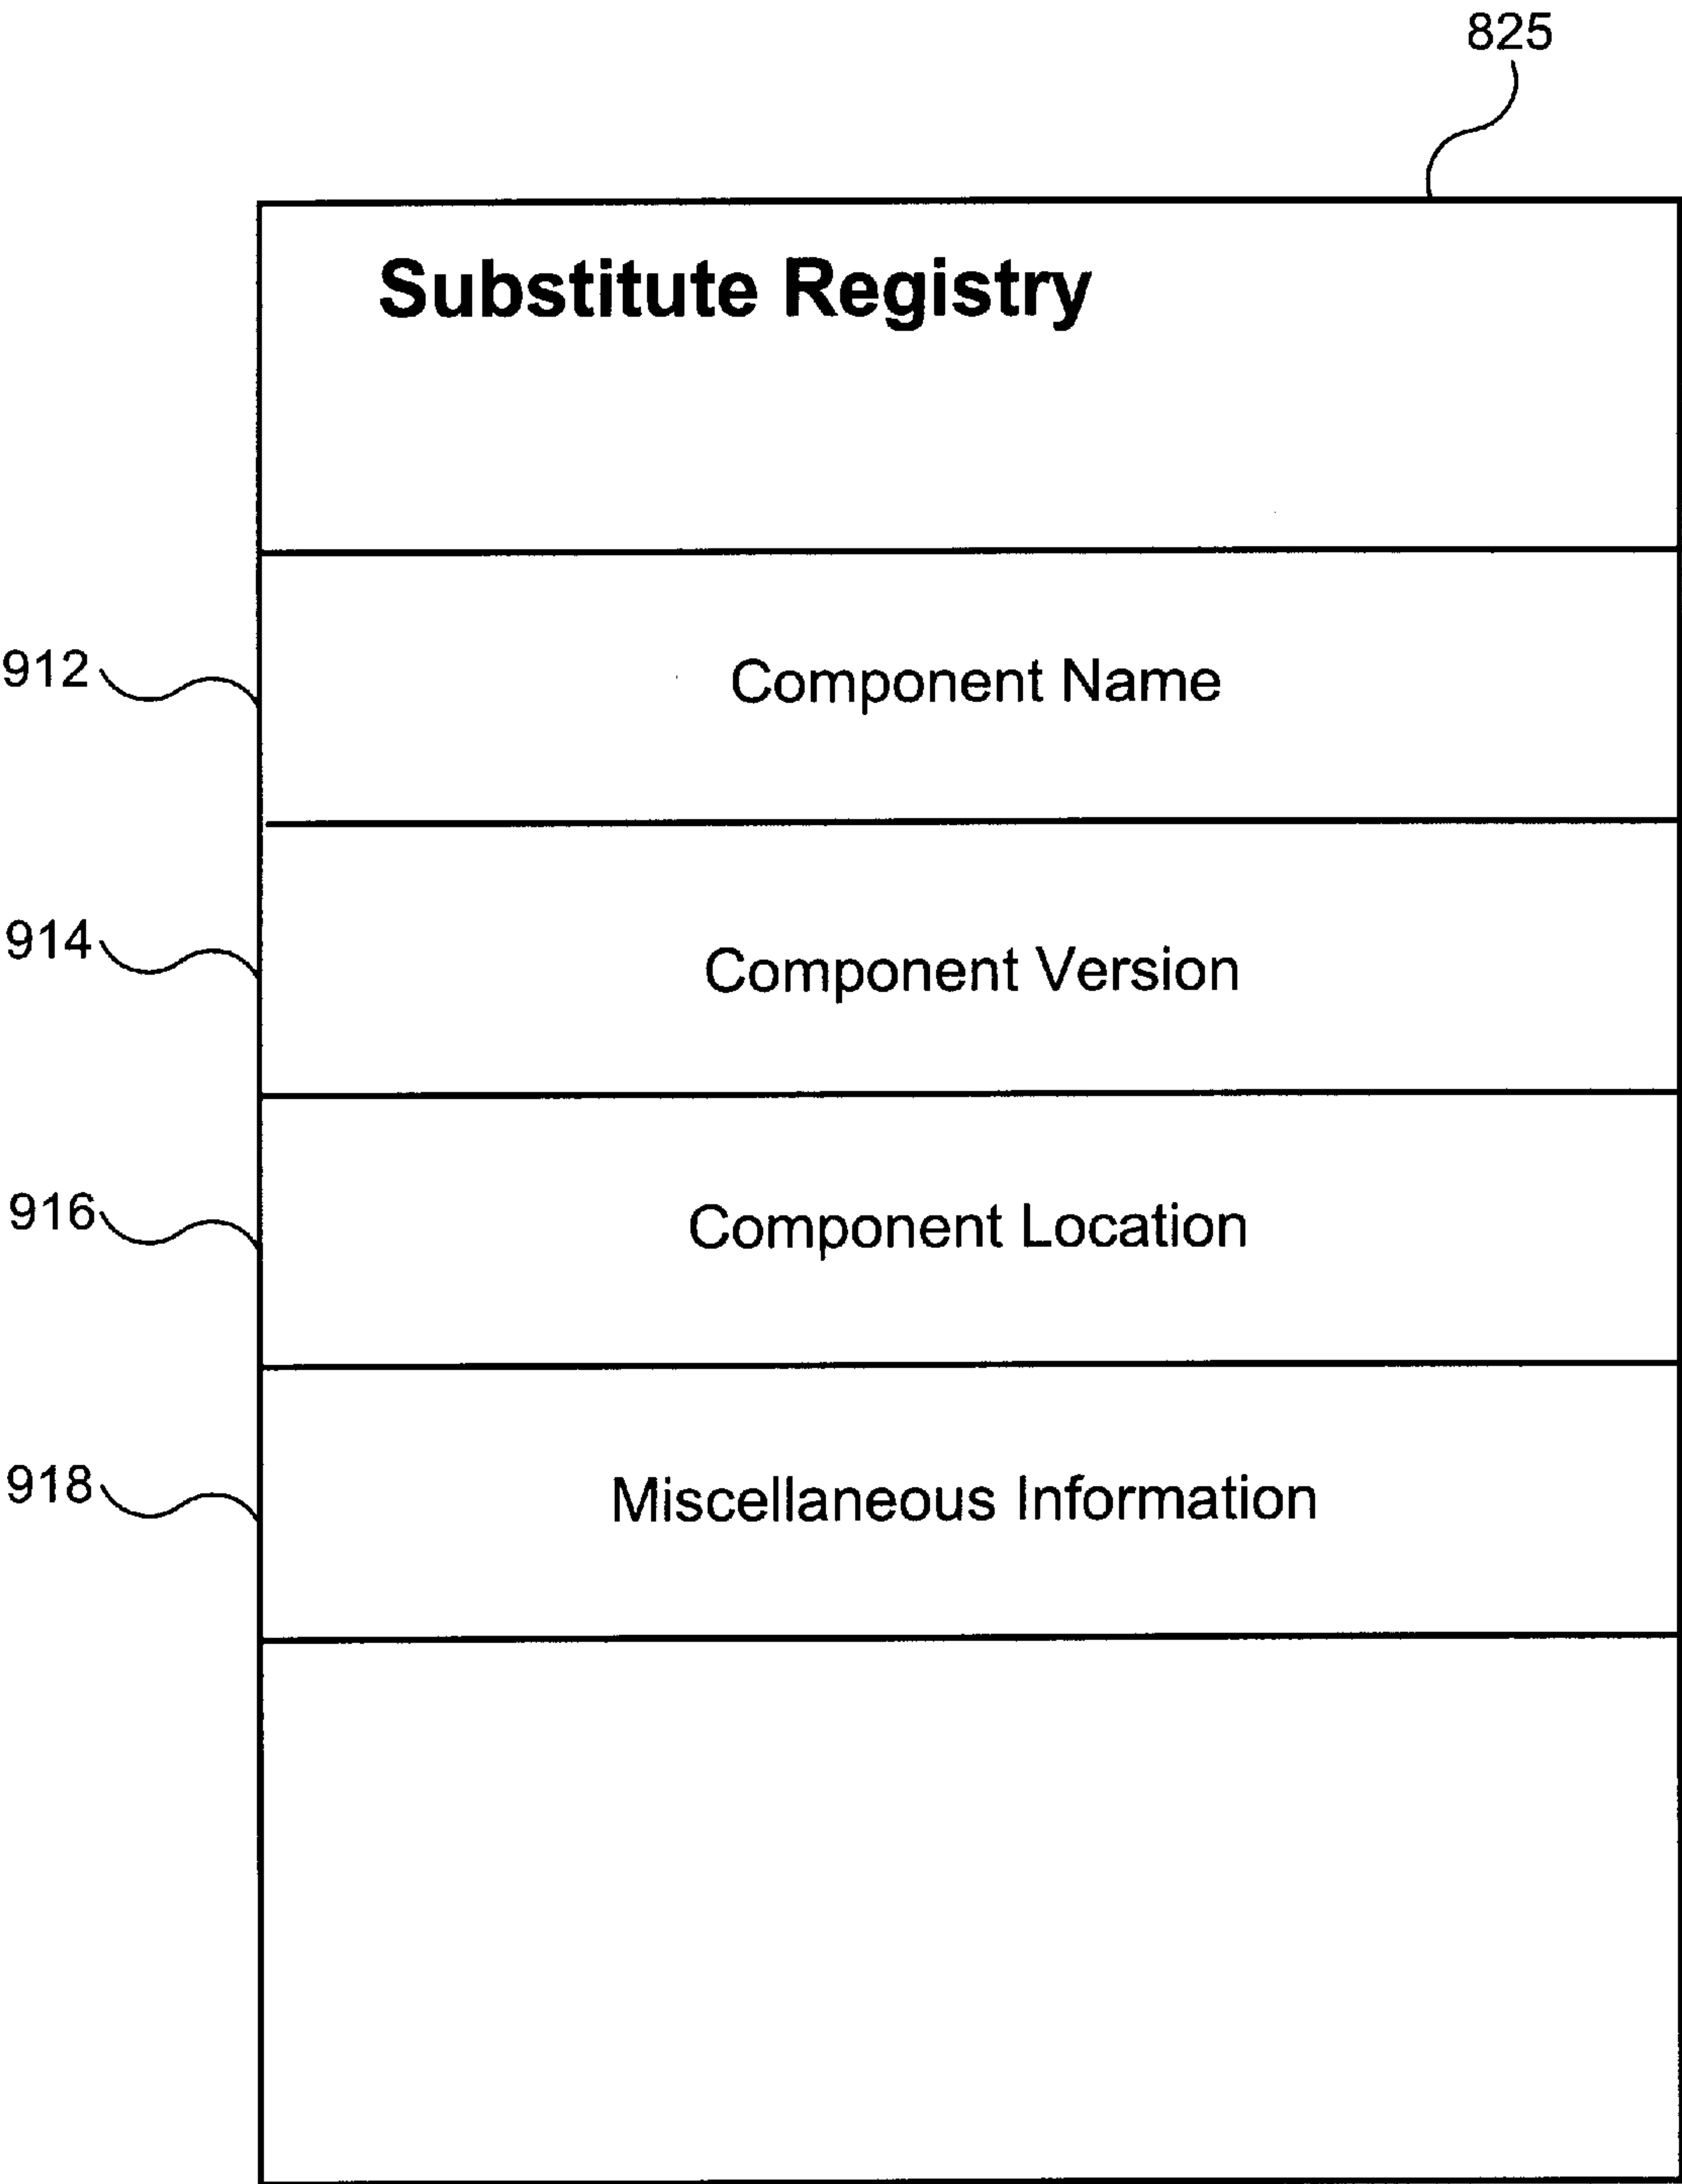 825
Substitute Registry
912
Component Name
914
Component Version
916
Component Location
918
Miscellaneous Information